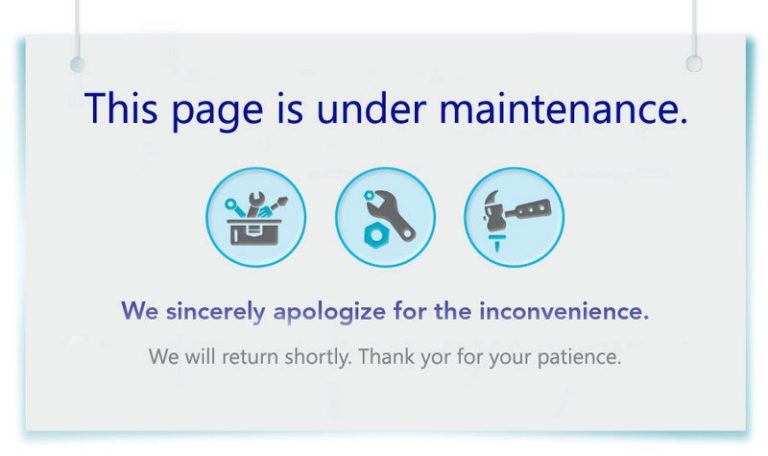 This page is under maintenance.
We sincerely apologize for the inconvenience.
We will return shortly. Thank yor for your patience.